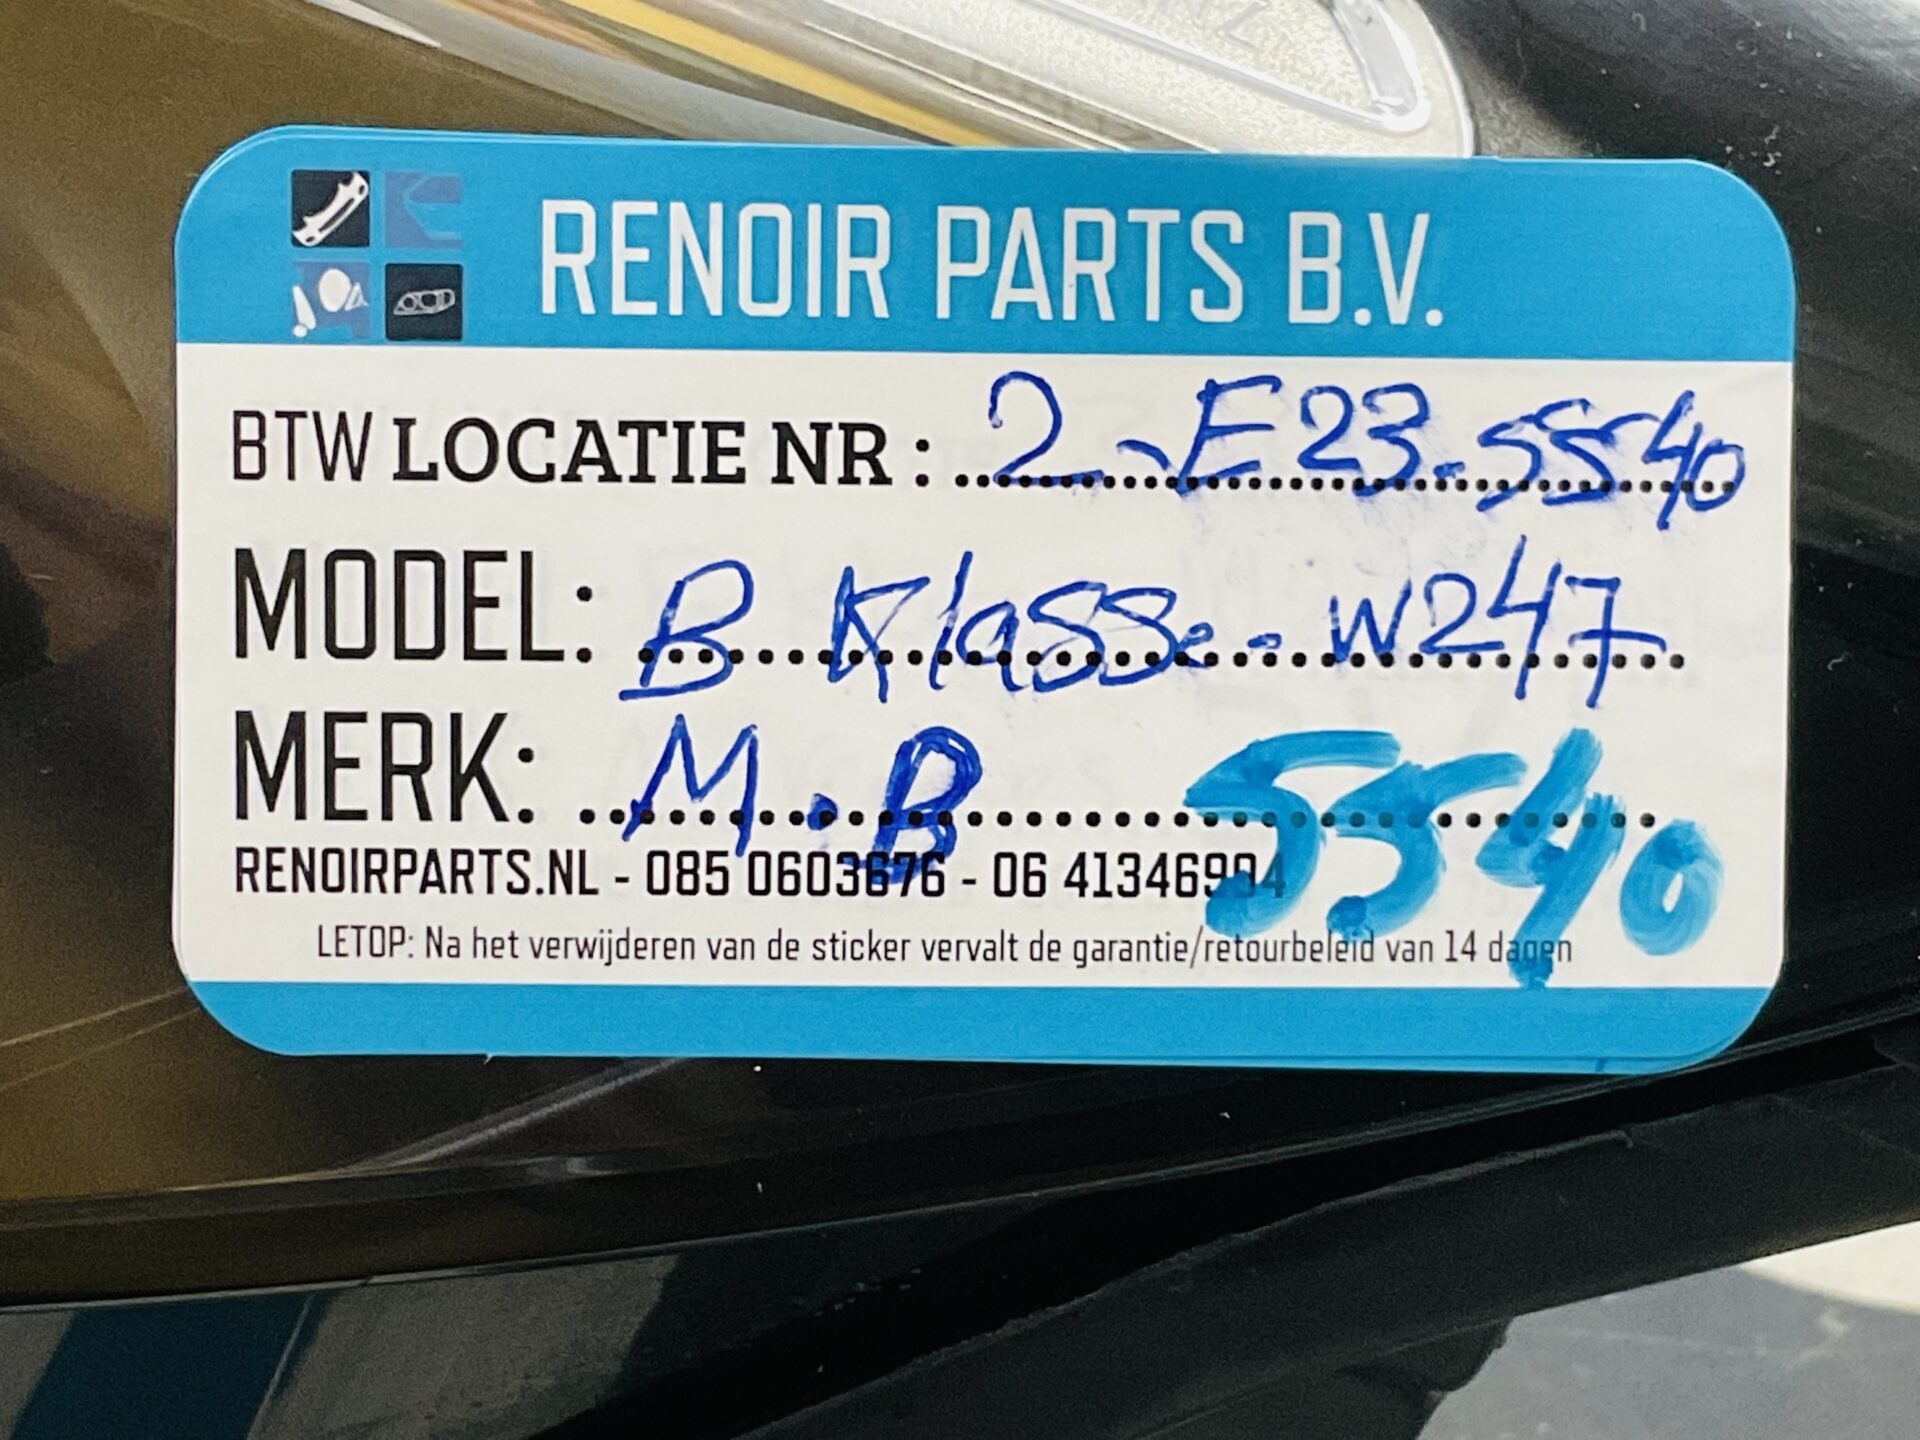 RENOIR PARTS B.V.
BTW LOCATIE NR : 2-E23-5540
MODEL: B Klasse - W247
MERK: M.B 5540
RENOIRPARTS.NL - 085 0603676 - 06 41346994
LETOP: Na het verwijderen van de sticker vervalt de garantie/retourbeleid van 14 dagen